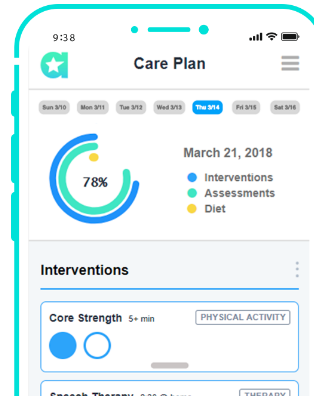 9:38
Care Plan
Sun 3/10 Mon 3/11 Tue 3/12 Wed 3/13 Thu 3/14 Fri 3/15 Sat 3/16
March 21, 2018
78%
Interventions
Assessments
Diet
Interventions
Core Strength 5+ min PHYSICAL ACTIVITY
Speech Therapy THERAPY